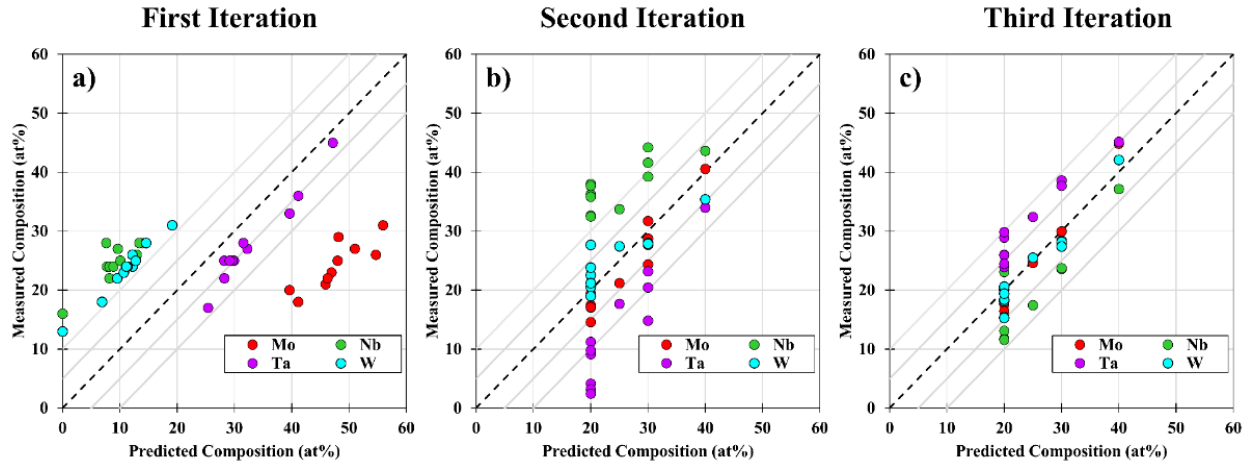 First Iteration
Second Iteration
Third Iteration
a)
Measured Composition (at%)
60
50
40
30
20
10
0
Mo
Nb
Ta
W
0 10 20 30 40 50 60
Predicted Composition (at%)
b)
Measured Composition (at%)
60
50
40
30
20
10
0
Mo
Nb
Ta
W
0 10 20 30 40 50 60
Predicted Composition (at%)
c)
Measured Composition (at%)
60
50
40
30
20
10
0
Mo
Nb
Ta
W
0 10 20 30 40 50 60
Predicted Composition (at%)